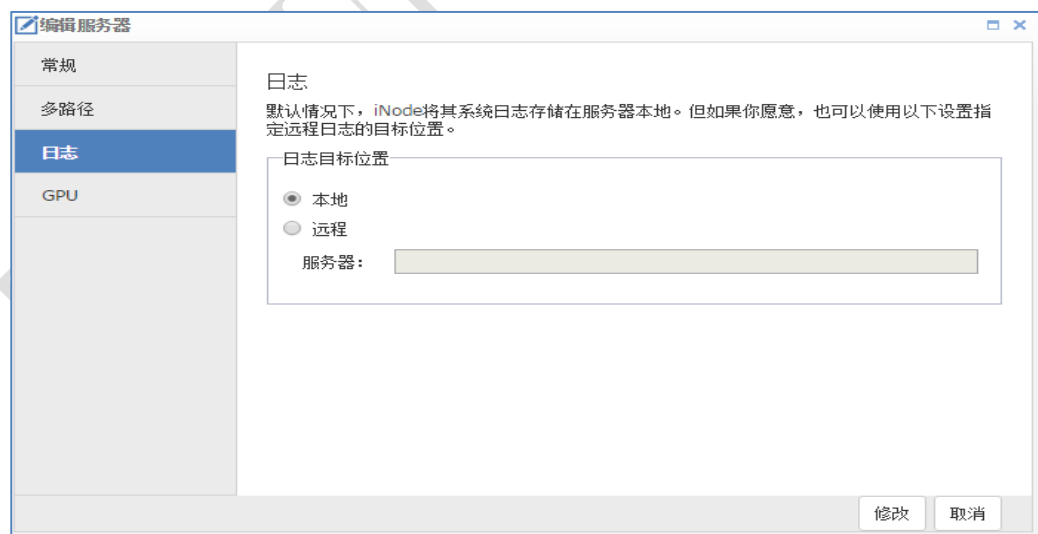 编辑服务器
常规
多路径
日志
GPU
日志
默认情况下，iNode将其系统日志存储在服务器本地。但如果你愿意，也可以使用以下设置指
定远程日志的目标位置。
日志目标位置
本地
远程
服务器：
修改
取消